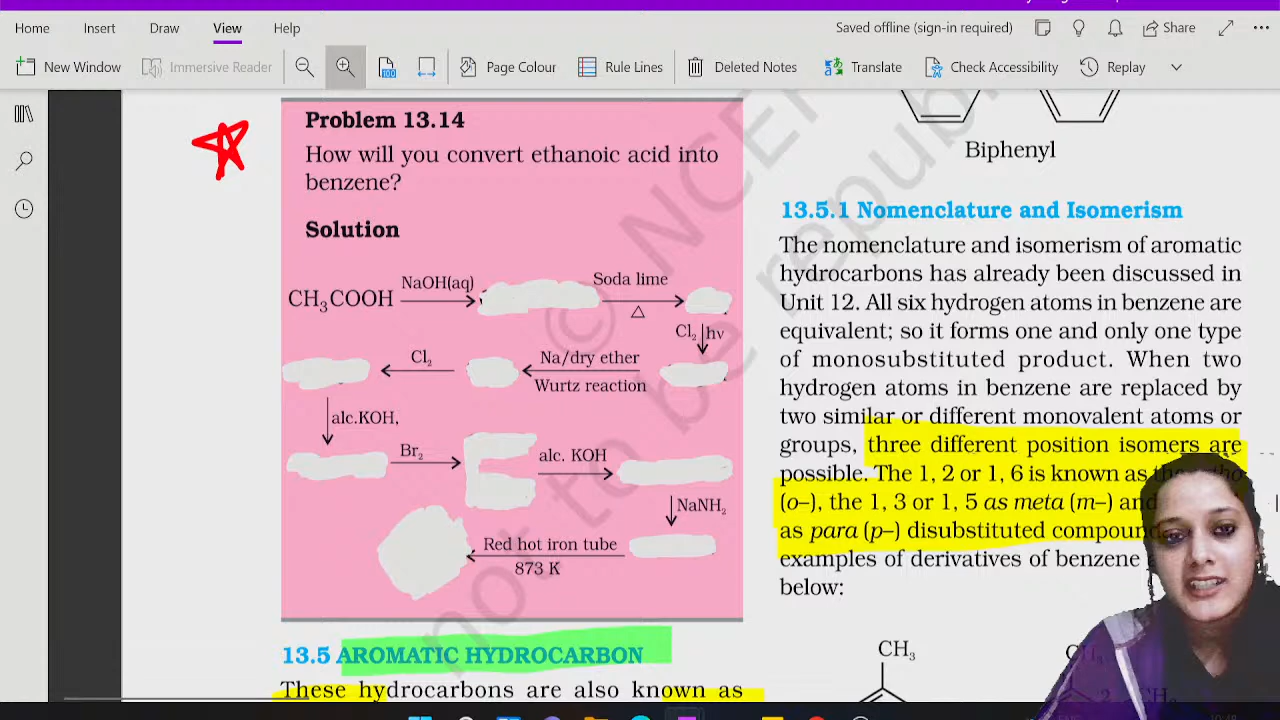 Home Insert Draw View Help
Saved offline (sign-in required) Share
New Window Immersive Reader Page Colour Rule Lines Deleted Notes Translate Check Accessibility Replay
Problem 13.14
How will you convert ethanoic acid into
benzene?
Solution
CH₃COOH NaOH(aq) Soda lime
△
Cl₂ hν
Cl₂ Na/dry ether
Wurtz reaction
alc.KOH,
Br₂ alc. KOH
NaNH₂
Red hot iron tube
873 K
13.5 AROMATIC HYDROCARBON
These hydrocarbons are also known as
Biphenyl
13.5.1 Nomenclature and Isomerism
The nomenclature and isomerism of aromatic
hydrocarbons has already been discussed in
Unit 12. All six hydrogen atoms in benzene are
equivalent; so it forms one and only one type
of monosubstituted product. When two
hydrogen atoms in benzene are replaced by
two similar or different monovalent atoms or
groups, three different position isomers are
possible. The 1, 2 or 1, 6 is known as
(o–), the 1, 3 or 1, 5 as meta (m–) and
as para (p–) disubstituted
examples of derivatives of benzene
below:
CH₃
© NCER
not to be republi